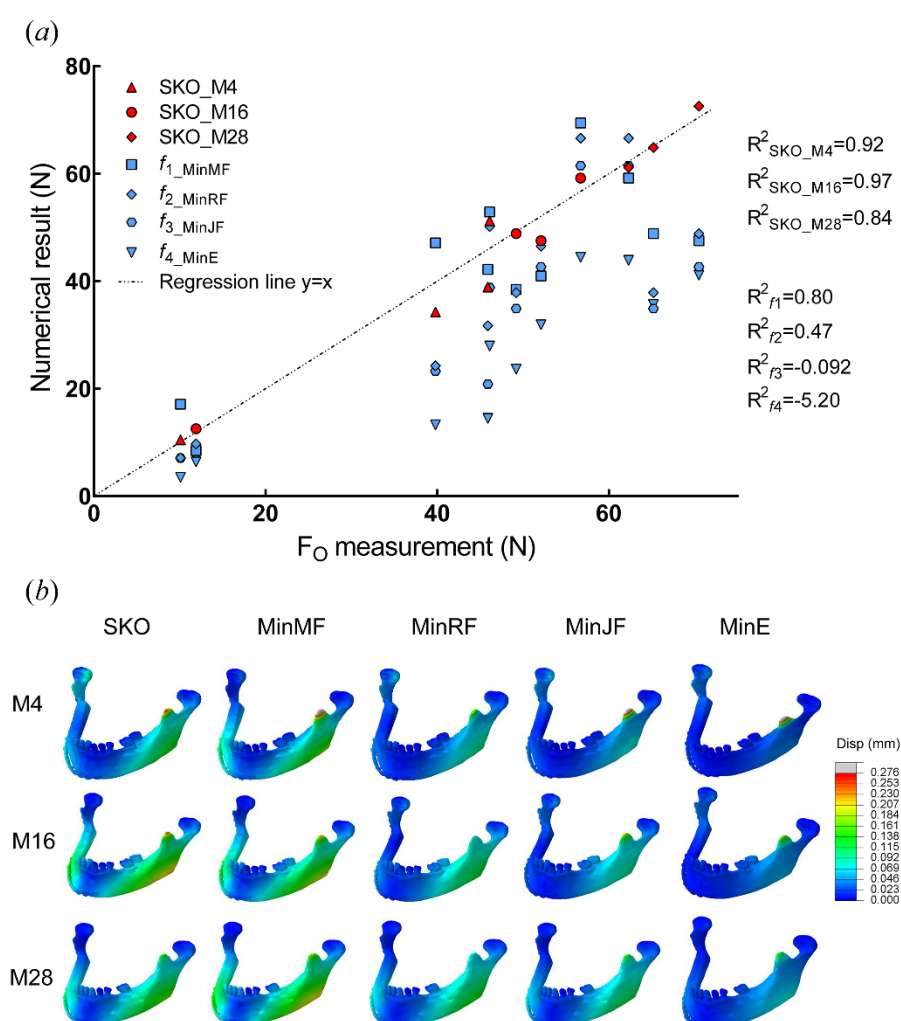 (a)
80
60
40
20
0
0 20 40 60
Numerical result (N)
F_O measurement (N)
SKO_M4
SKO_M16
SKO_M28
f1_MinMF
f2_MinRF
f3_MinJF
f4_MinE
Regression line y=x
R²SKO_M4=0.92
R²SKO_M16=0.97
R²SKO_M28=0.84
R²f1=0.80
R²f2=0.47
R²f3=-0.092
R²f4=-5.20
(b)
SKO MinMF MinRF MinJF MinE
M4
M16
M28
Disp (mm)
0.276
0.253
0.230
0.207
0.184
0.161
0.138
0.115
0.092
0.069
0.046
0.023
0.000